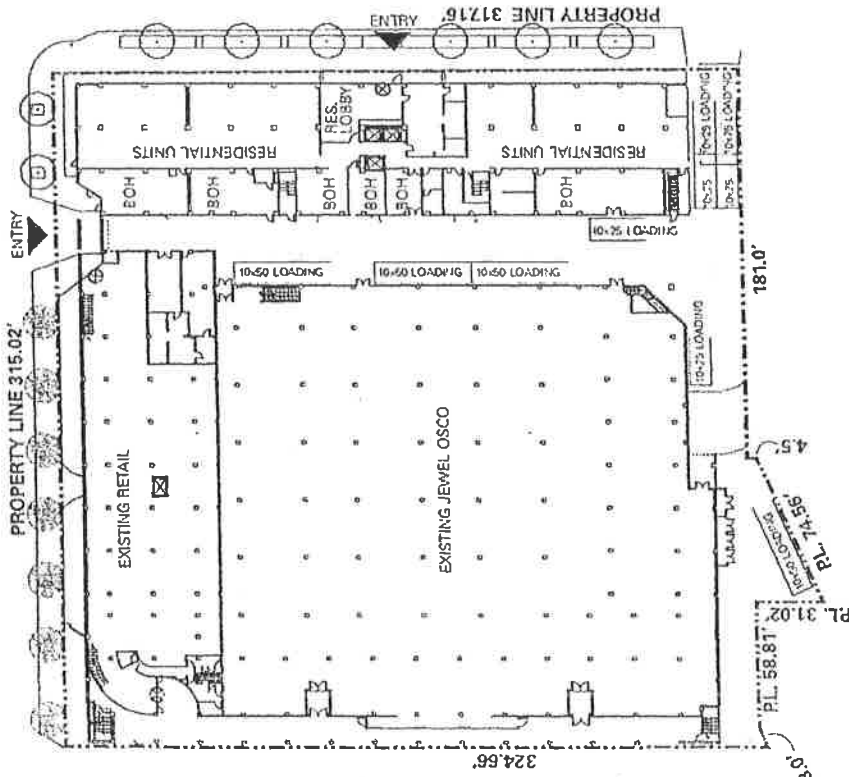 PROPERTY LINE 317.16'
ENTRY
ENTRY
RES.
LOBBY
RESIDENTIAL UNITS
RESIDENTIAL UNITS
BOH
BOH
BOH
BOH
BOH
BOH
10x25 LOADING
10x25 LOADING
10x25
10x25
10x25 LOADING
10x50 LOADING
10x50 LOADING
10x50 LOADING
10x25 LOADING
181.0'
PROPERTY LINE 315.02'
EXISTING RETAIL
EXISTING JEWEL OSCO
4.5'
P.L. 74.56'
10x50 LOADING
P.L. 31.02'
P.L. 58.81'
324.66'